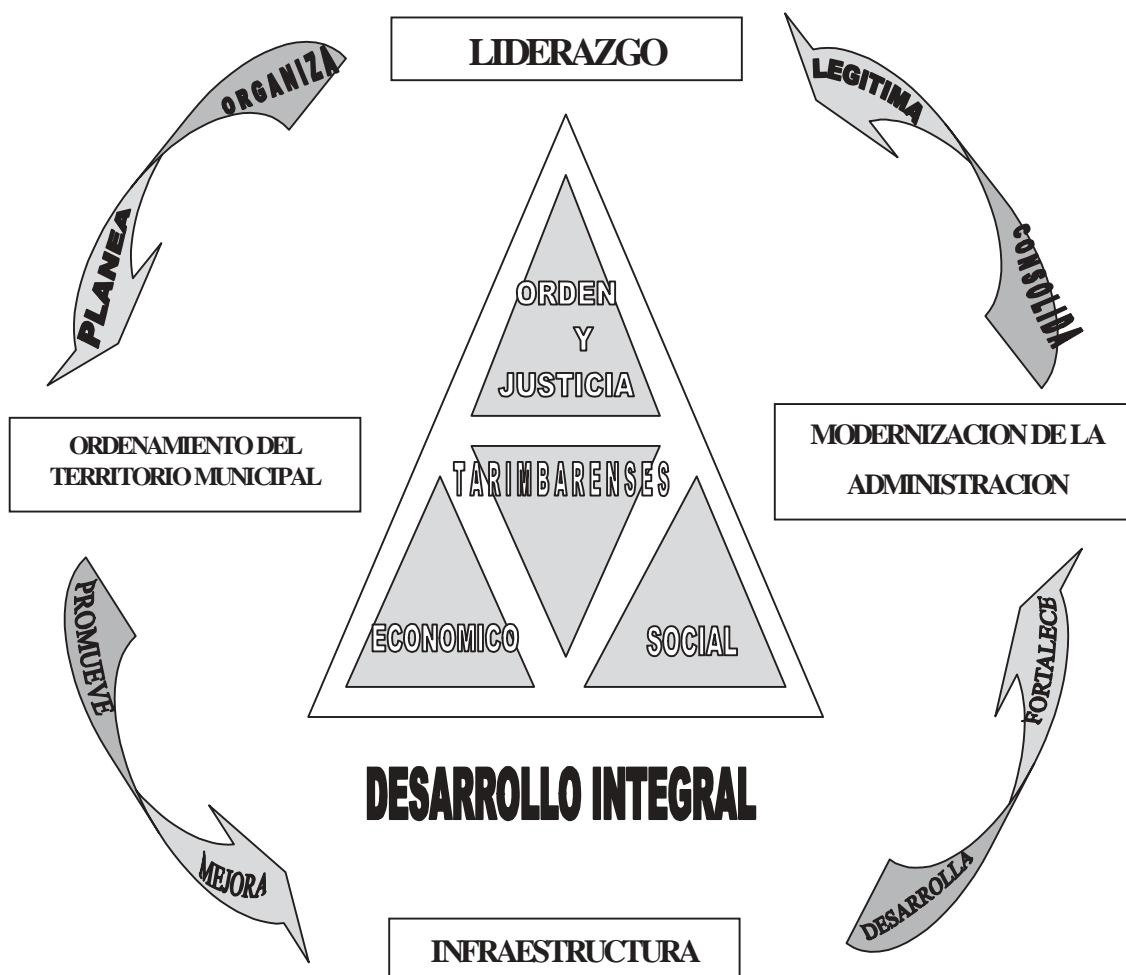 LIDERAZGO
ORGANIZA
LEGITIMA
PLANEA
CONSOLIDA
ORDEN
Y
JUSTICIA
ORDENAMIENTO DEL
TERRITORIO MUNICIPAL
MODERNIZACION DE LA
ADMINISTRACION
TARIMBARENSES
ECONOMICO
SOCIAL
PROMUEVE
FORTALECE
DESARROLLO INTEGRAL
MEJORA
DESARROLLA
INFRAESTRUCTURA